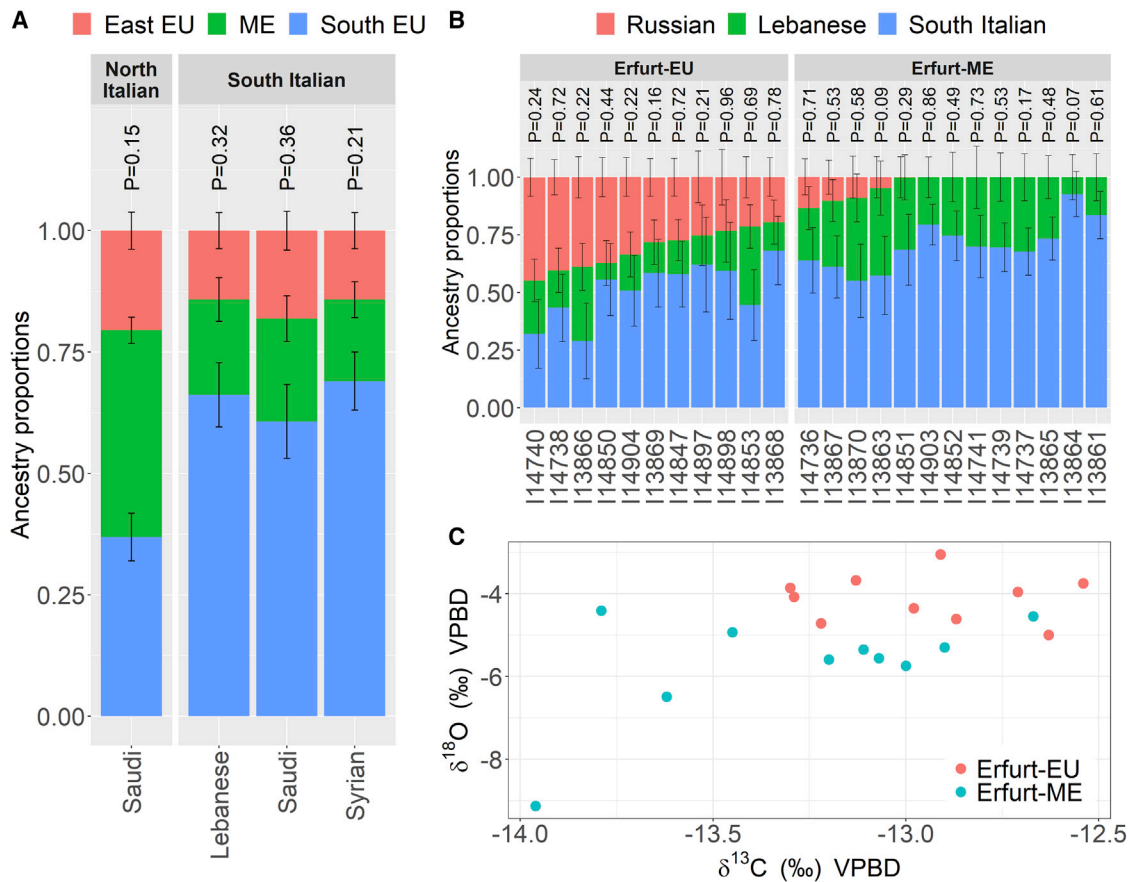 A
East EU ME South EU
North Italian
South Italian
P=0.15
P=0.32
P=0.36
P=0.21
Ancestry proportions
1.00
0.75
0.50
0.25
0.00
Saudi
Lebanese
Saudi
Syrian
B
Russian Lebanese South Italian
Erfurt-EU
Erfurt-ME
P=0.24
P=0.72
P=0.22
P=0.44
P=0.22
P=0.16
P=0.72
P=0.21
P=0.96
P=0.69
P=0.78
P=0.71
P=0.53
P=0.58
P=0.09
P=0.29
P=0.86
P=0.49
P=0.73
P=0.53
P=0.17
P=0.48
P=0.07
P=0.61
Ancestry proportions
1.00
0.75
0.50
0.25
0.00
I14740
I14738
I13866
I14850
I14904
I13869
I14847
I14897
I14898
I14853
I13868
I14736
I13867
I13870
I13863
I14851
I14903
I14852
I14741
I14739
I14737
I13865
I13864
I13861
C
δ18O (‰) VPBD
-4
-6
-8
Erfurt-EU
Erfurt-ME
-14.0 -13.5 -13.0 -12.5
δ13C (‰) VPBD